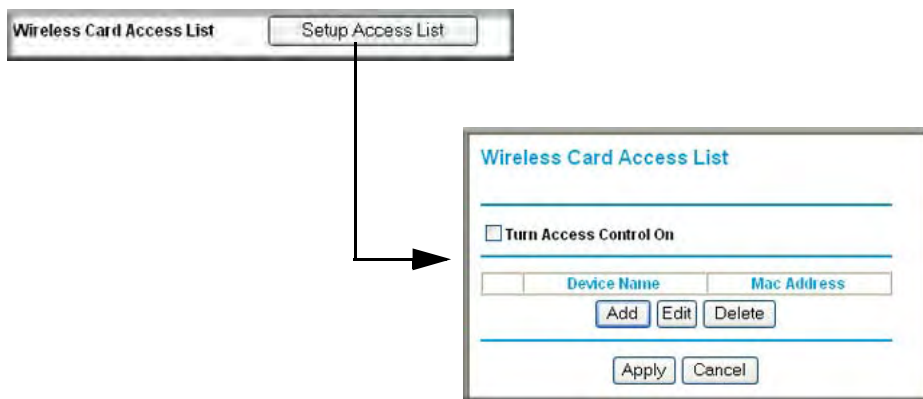 Wireless Card Access List Setup Access List
Wireless Card Access List
Turn Access Control On
Device Name Mac Address
Add Edit Delete
Apply Cancel